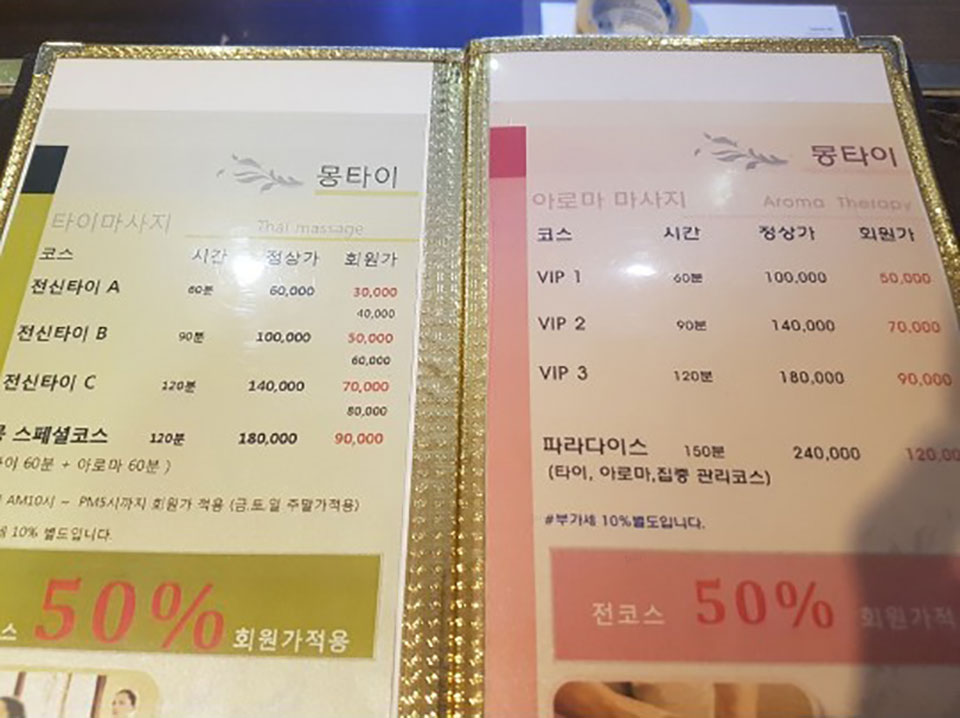 몽타이
타이마사지 Thai massage
코스 시간 정상가 회원가
전신타이 A 60분 60,000 30,000
40,000
전신타이 B 90분 100,000 50,000
60,000
전신타이 C 120분 140,000 70,000
80,000
스페셜코스 120분 180,000 90,000
60분 + 아로마 60분 )
AM10시 ~ PM5시까지 회원가 적용 (금.토.일 주말가적용)
10% 별도입니다.
50% 회원가적용
몽타이
아로마 마사지 Aroma Therapy
코스 시간 정상가 회원가
VIP 1 60분 100,000 50,000
VIP 2 90분 140,000 70,000
VIP 3 120분 180,000 90,000
파라다이스 150분 240,000 120,00
(타이, 아로마,집중 관리코스)
#부가세 10%별도입니다.
전코스 50% 회원가적